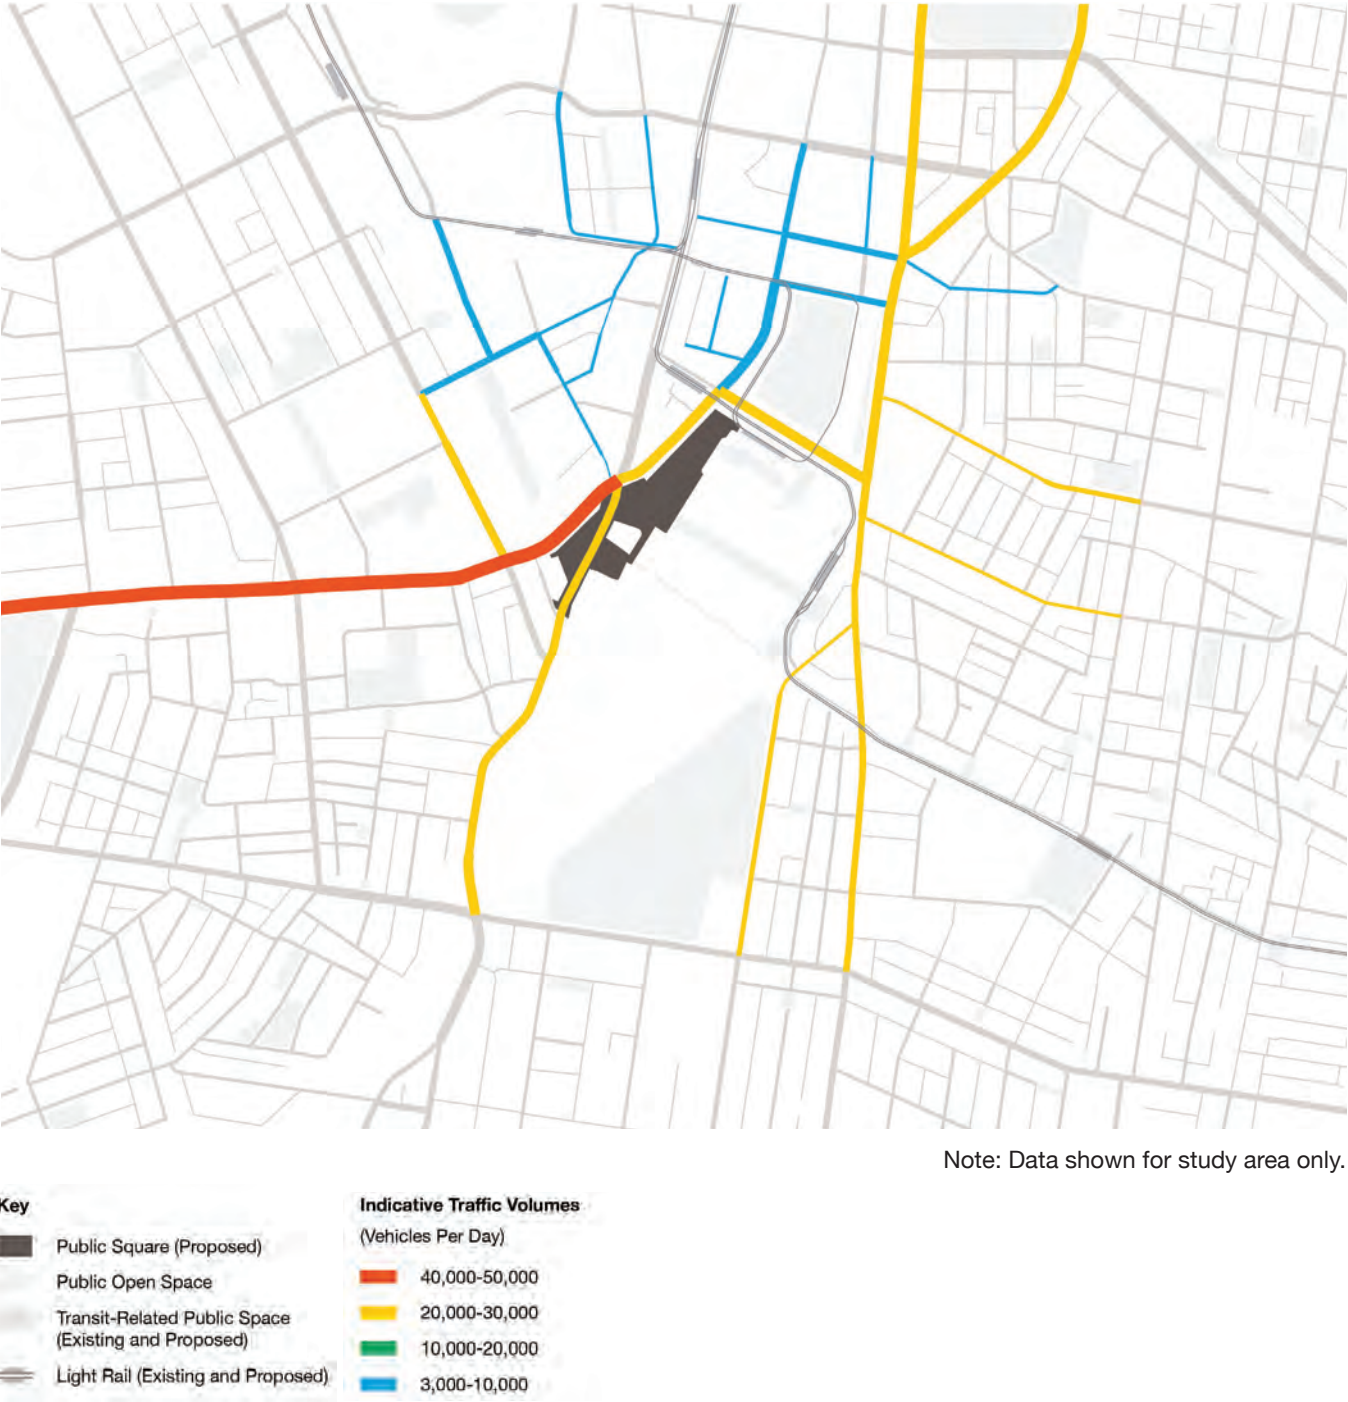 Note: Data shown for study area only.
Key
Public Square (Proposed)
Public Open Space
Transit-Related Public Space
(Existing and Proposed)
Light Rail (Existing and Proposed)
Indicative Traffic Volumes
(Vehicles Per Day)
40,000-50,000
20,000-30,000
10,000-20,000
3,000-10,000